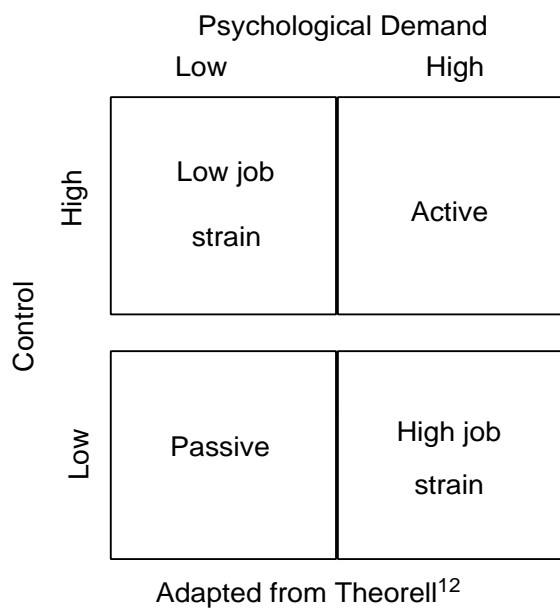 Psychological Demand
Low High
High
Low job
strain
Active
Control
Low
Passive
High job
strain
Adapted from Theorell12